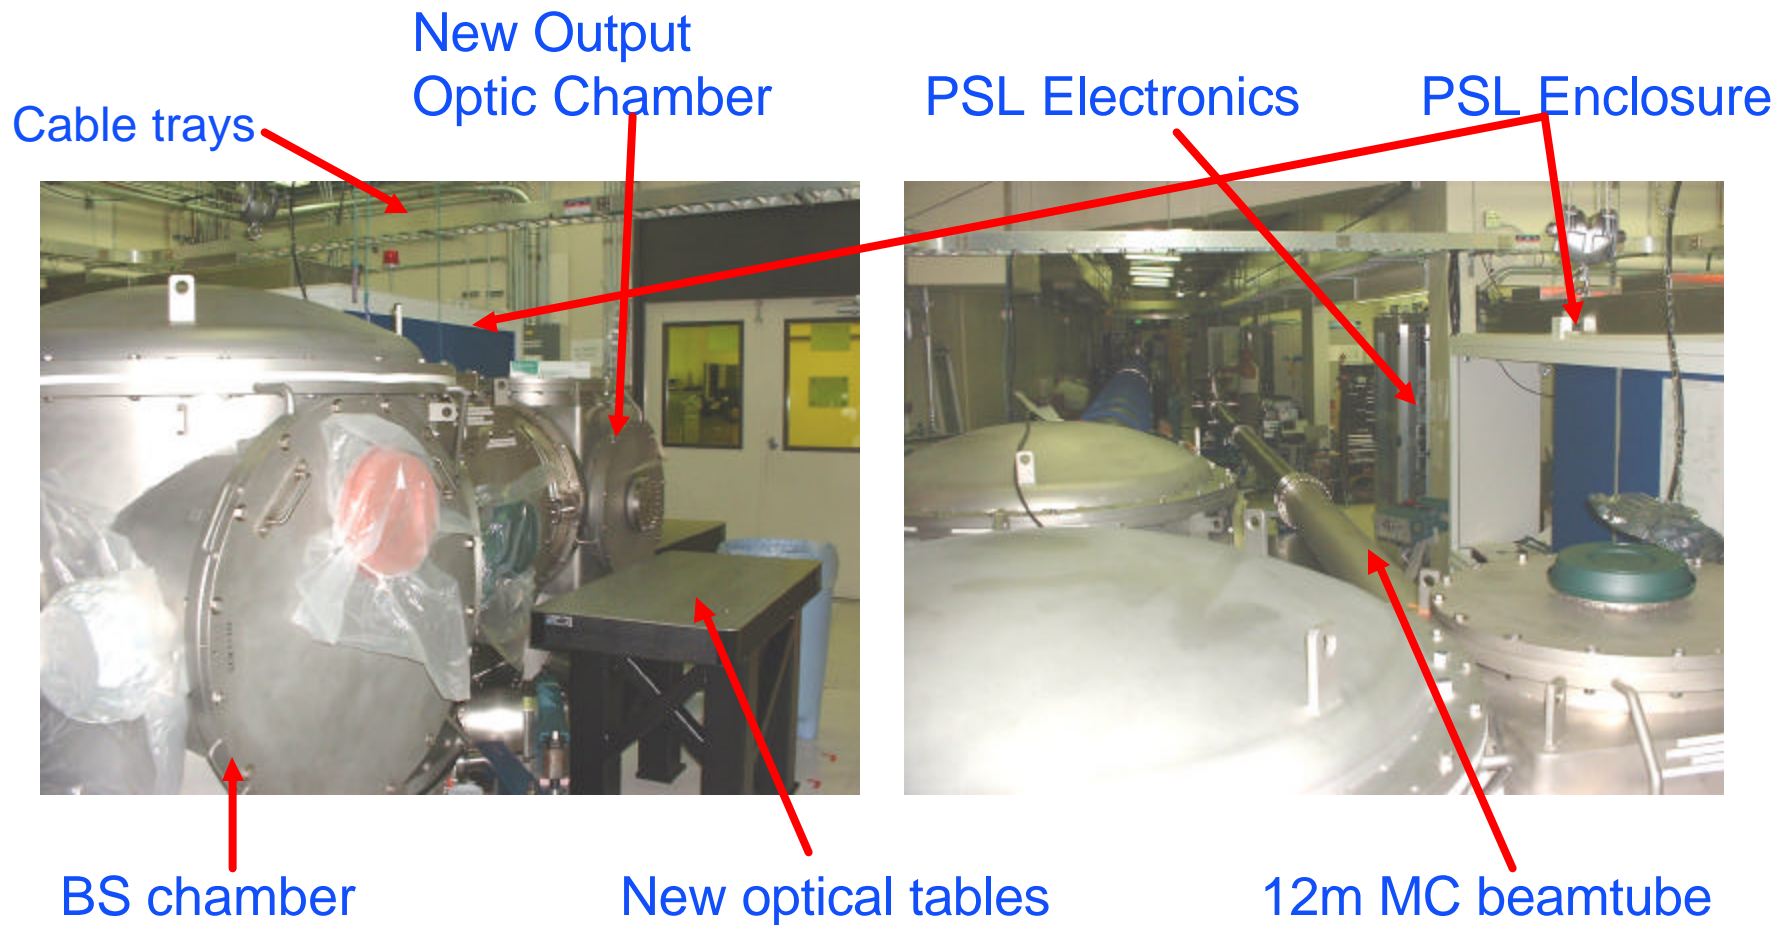 New Output
Optic Chamber
PSL Electronics
PSL Enclosure
Cable trays
BS chamber
New optical tables
12m MC beamtube